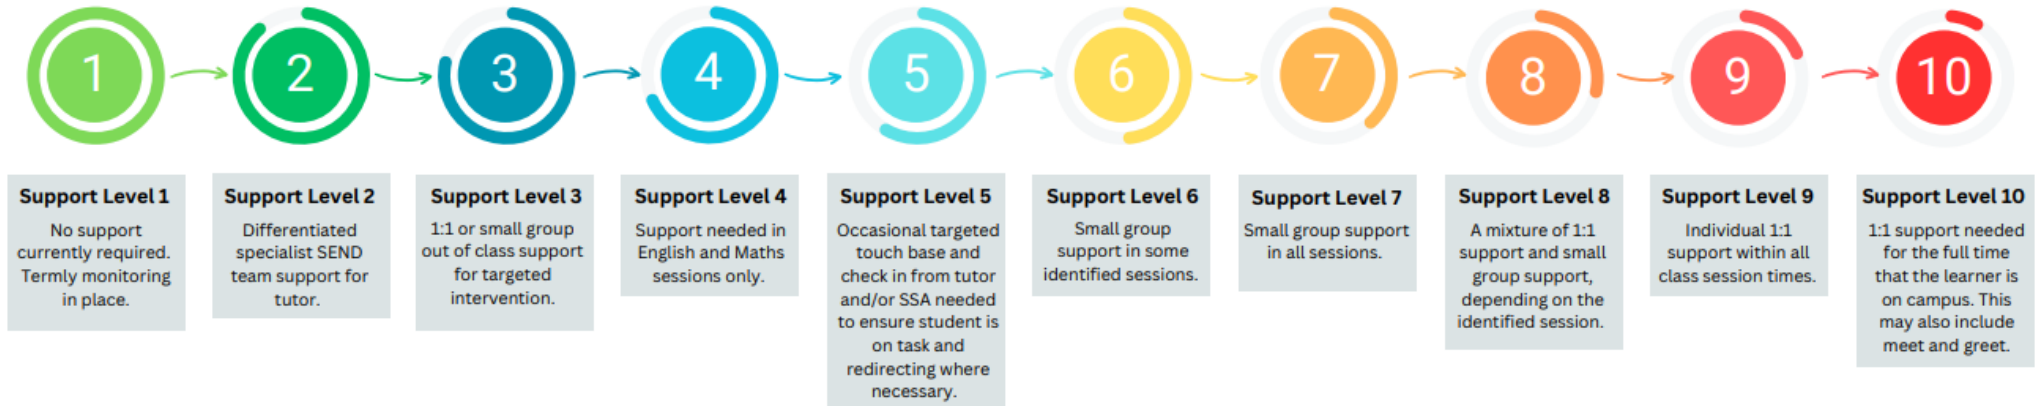 1
2
3
4
5
6
7
8
9
10
Support Level 1
No support
currently required.
Termly monitoring
in place.
Support Level 2
Differentiated
specialist SEND
team support for
tutor.
Support Level 3
1:1 or small group
out of class support
for targeted
intervention.
Support Level 4
Support needed in
English and Maths
sessions only.
Support Level 5
Occasional targeted
touch base and
check in from tutor
and/or SSA needed
to ensure student is
on task and
redirecting where
necessary.
Support Level 6
Small group
support in some
identified sessions.
Support Level 7
Small group support
in all sessions.
Support Level 8
A mixture of 1:1
support and small
group support,
depending on the
identified session.
Support Level 9
Individual 1:1
support within all
class session times.
Support Level 10
1:1 support needed
for the full time
that the learner is
on campus. This
may also include
meet and greet.